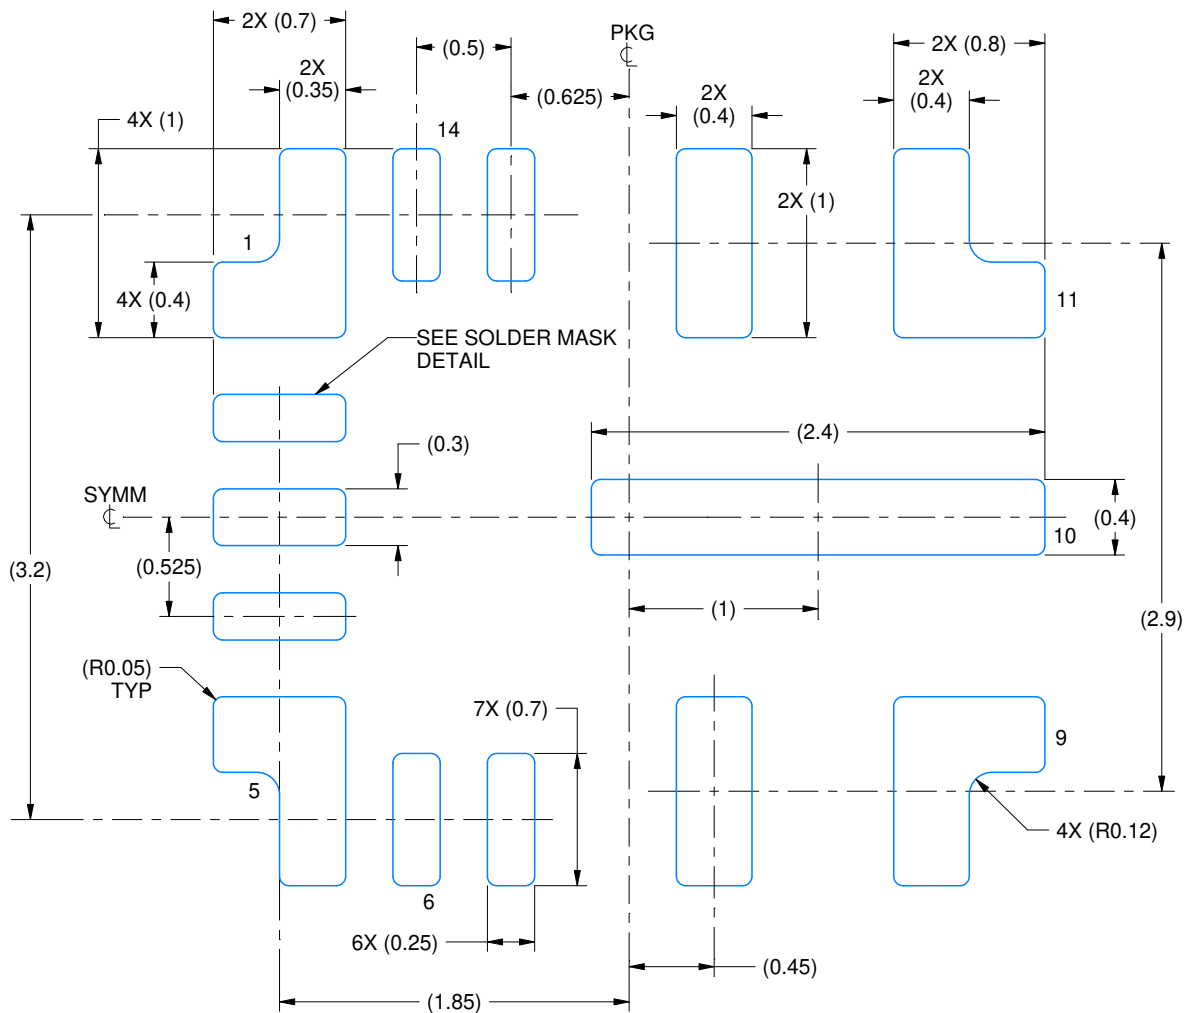 2X (0.7)
(0.5)
PKG
℄
2X (0.8)
2X
(0.35)
(0.625)
2X
(0.4)
2X
(0.4)
4X (1)
14
2X (1)
1
4X (0.4)
11
SEE SOLDER MASK
DETAIL
(2.4)
(0.3)
SYMM
℄
(0.4)
10
(0.525)
(3.2)
(1)
(2.9)
(R0.05)
TYP
7X (0.7)
9
5
4X (R0.12)
6
6X (0.25)
(0.45)
(1.85)